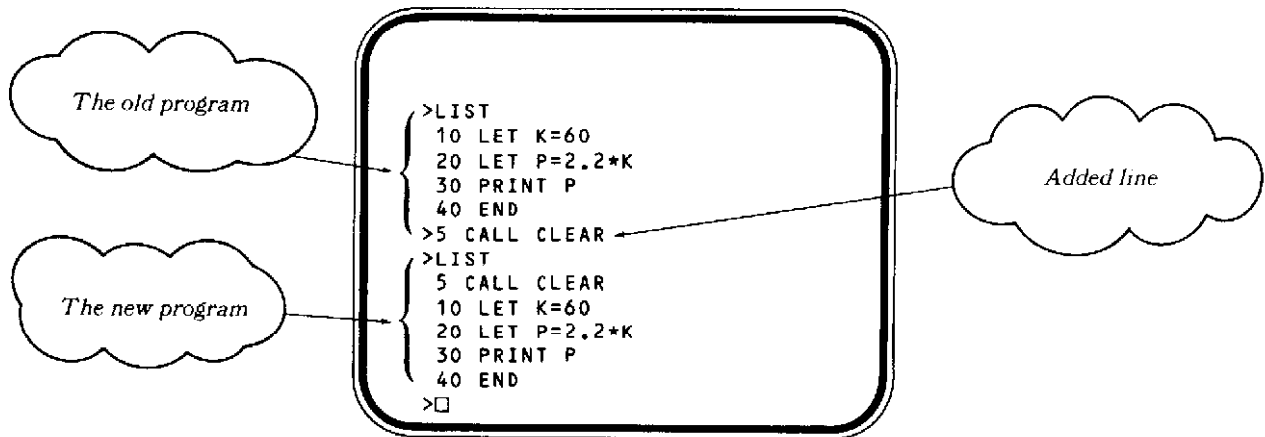 The old program
>LIST
10 LET K=60
20 LET P=2.2*K
30 PRINT P
40 END
>5 CALL CLEAR
Added line
The new program
>LIST
5 CALL CLEAR
10 LET K=60
20 LET P=2.2*K
30 PRINT P
40 END
>□